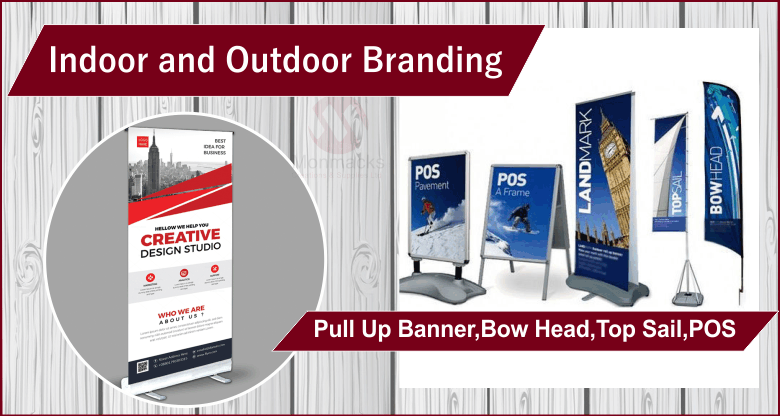 Indoor and Outdoor Branding
BEST
IDEA FOR
BUSINESS
HELLOW WE HELP YOU
CREATIVE
DESIGN STUDIO
WHO WE ARE
ABOUT US ?
POS
Pavement
POS
A Frame
LANDMARK
TOPSAIL
BOWHEAD
Pull Up Banner,Bow Head,Top Sail,POS